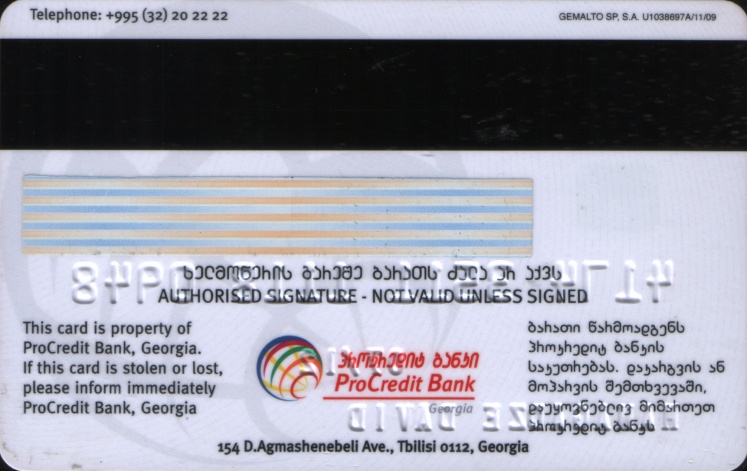 Telephone: +995 (32) 20 22 22
GEMALTO SP, S.A. U1038697A/11/09
ხელმოწერის გარეშე ბარათს ძალა არ აქვს
AUTHORISED SIGNATURE - NOT VALID UNLESS SIGNED
This card is property of
ProCredit Bank, Georgia.
If this card is stolen or lost,
please inform immediately
ProCredit Bank, Georgia
პროკრედიტ ბანკი
ProCredit Bank
Georgia
ბარათი წარმოადგენს
პროკრედიტ ბანკის
საკუთრებას. დაკარგვის ან
მოპარვის შემთხვევაში,
დაუყოვნებლივ მიმართეთ
პროკრედიტ ბანკს
154 D.Agmashenebeli Ave., Tbilisi 0112, Georgia